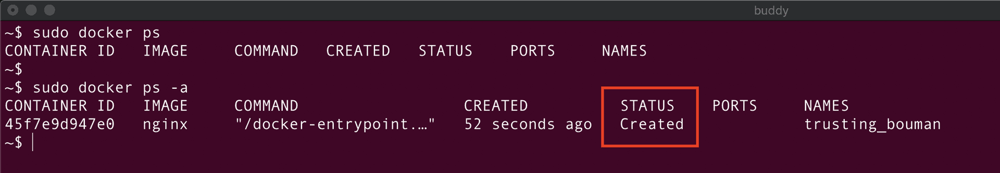 buddy
~$ sudo docker ps
CONTAINER ID   IMAGE     COMMAND   CREATED   STATUS    PORTS     NAMES
~$
~$ sudo docker ps -a
CONTAINER ID   IMAGE     COMMAND                  CREATED          STATUS    PORTS     NAMES
45f7e9d947e0   nginx     "/docker-entrypoint.…"   52 seconds ago   Created             trusting_bouman
~$